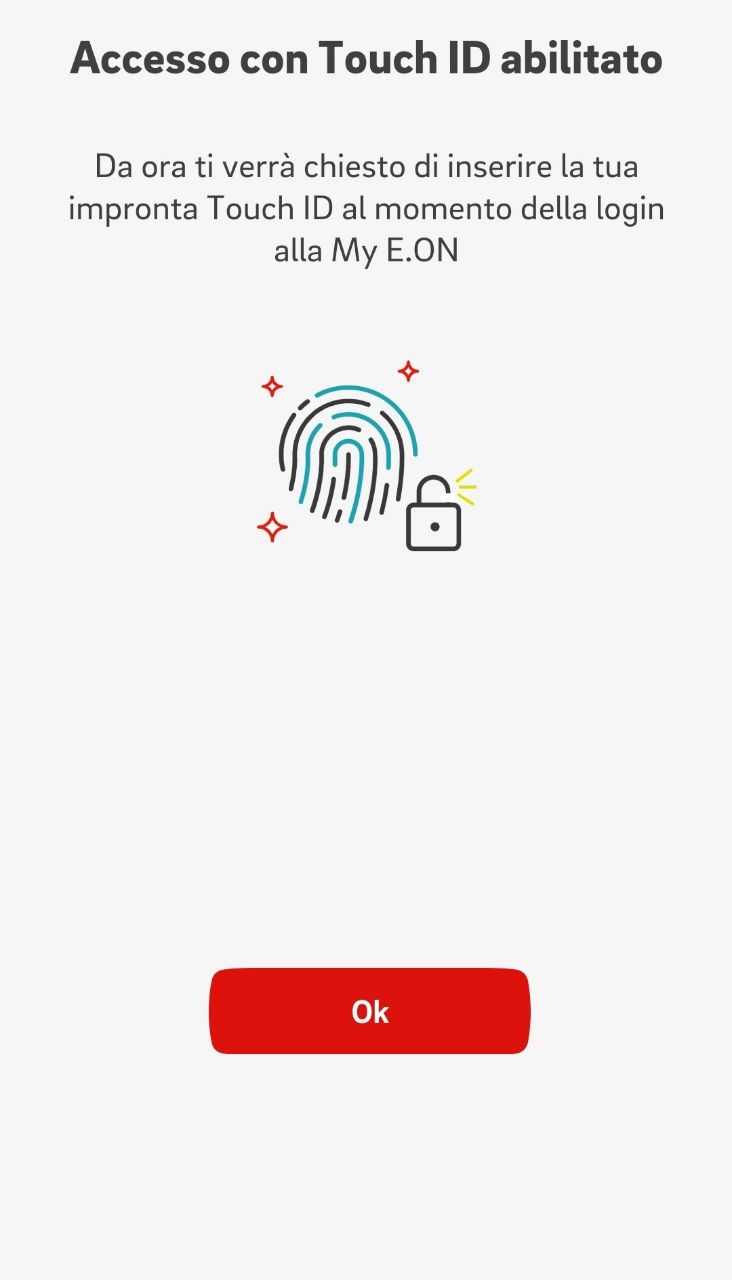 Accesso con Touch ID abilitato
Da ora ti verrà chiesto di inserire la tua
impronta Touch ID al momento della login
alla My E.ON
Ok